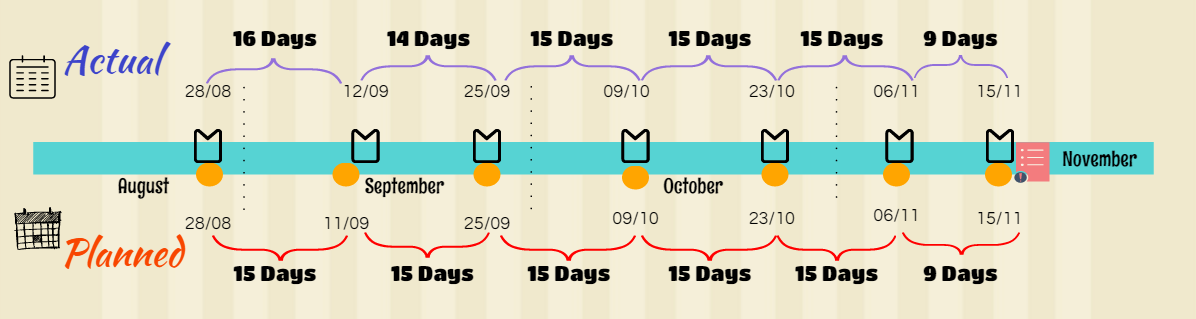 16 Days 14 Days 15 Days 15 Days 15 Days 9 Days
Actual
28/08 12/09 25/09 09/10 23/10 06/11 15/11
November
August September October
28/08 11/09 25/09 09/10 23/10 06/11 15/11
Planned
15 Days 15 Days 15 Days 15 Days 15 Days 9 Days